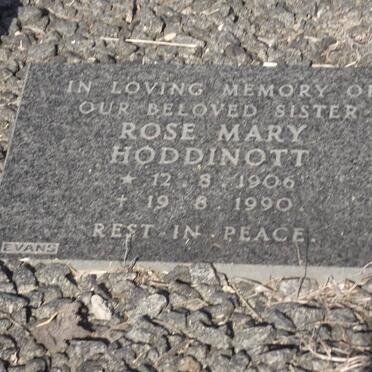 IN LOVING MEMORY OF
OUR BELOVED SISTER
ROSE MARY
HODDINOTT
★ 12 · 8 · 1906
† 19 · 8 · 1990
REST · IN · PEACE.
EVANS